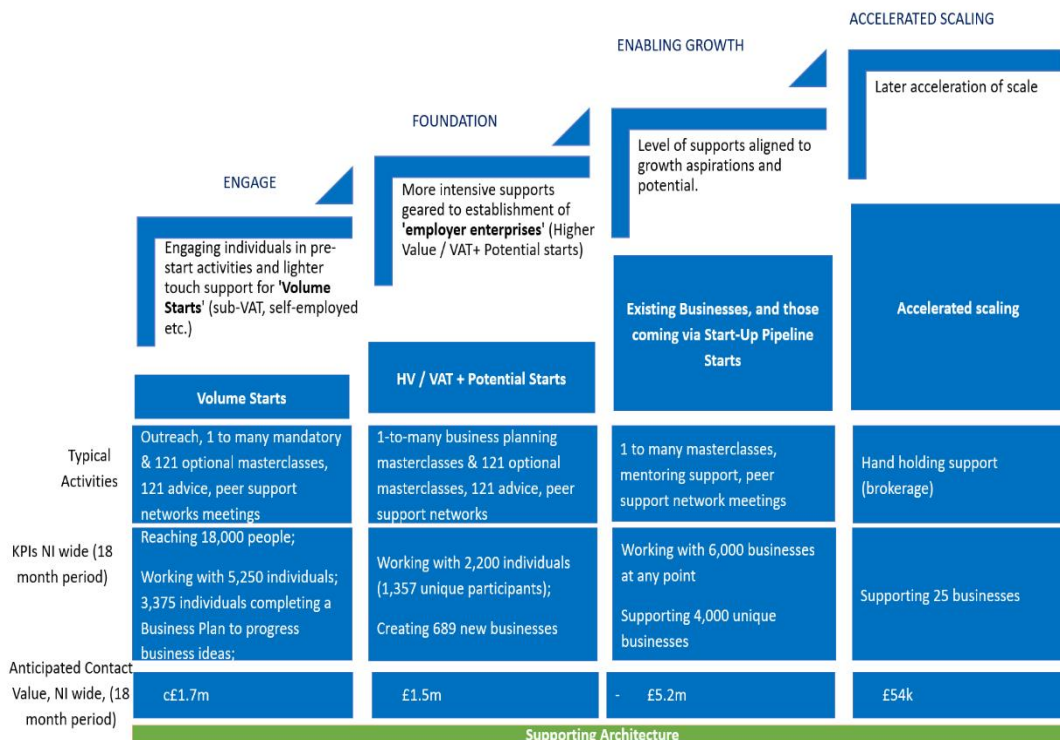 ACCELERATED SCALING
Later acceleration of scale
ENABLING GROWTH
Level of supports aligned to
growth aspirations and
potential.
FOUNDATION
More intensive supports
geared to establishment of
'employer enterprises' (Higher
Value / VAT+ Potential starts)
ENGAGE
Engaging individuals in pre-
start activities and lighter
touch support for 'Volume
Starts' (sub-VAT, self-employed
etc.)
Volume Starts
HV / VAT + Potential Starts
Existing Businesses, and those
coming via Start-Up Pipeline
Starts
Accelerated scaling
Typical
Activities
Outreach, 1 to many mandatory
& 121 optional masterclasses,
121 advice, peer support
networks meetings
1-to-many business planning
masterclasses & 121 optional
masterclasses, 121 advice, peer
support networks
1 to many masterclasses,
mentoring support, peer
support network meetings
Hand holding support
(brokerage)
KPIs NI wide (18
month period)
Reaching 18,000 people;
Working with 5,250 individuals;
3,375 individuals completing a
Business Plan to progress
business ideas;
Working with 2,200 individuals
(1,357 unique participants);
Creating 689 new businesses
Working with 6,000 businesses
at any point
Supporting 4,000 unique
businesses
Supporting 25 businesses
Anticipated Contact
Value, NI wide, (18
month period)
c£1.7m
£1.5m
- £5.2m
£54k
Supporting Architecture